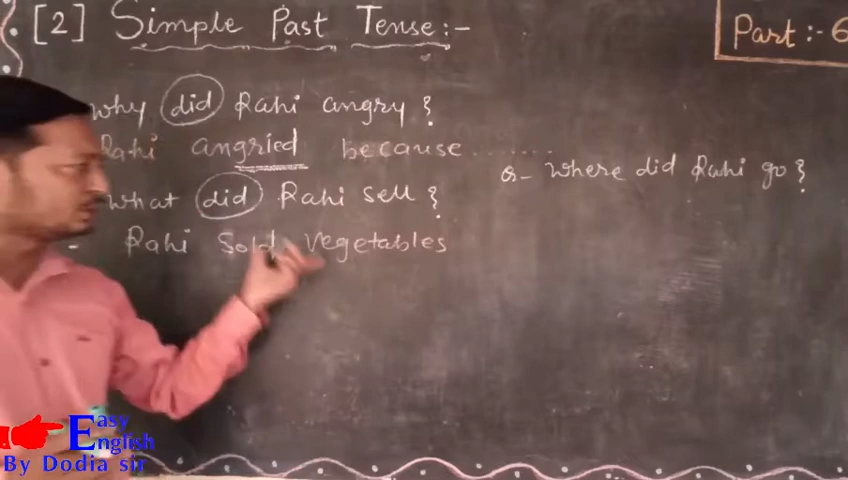 [2] Simple Past Tense :-
Part :- 6
why did Rahi angry ?
Rahi angried because .......
What did Rahi sell ?
- Rahi Sold vegetables
Q- Where did Rahi go ?
Easy
English
By Dodia sir